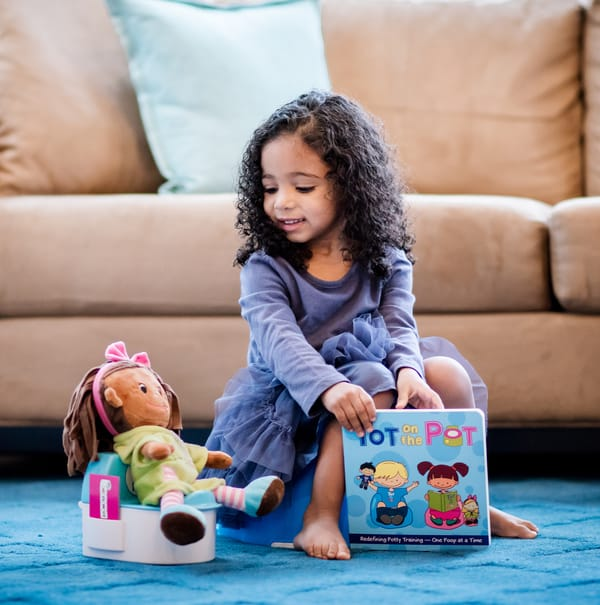 TOT on the POT
Redefining Potty Training — One Poop at a Time